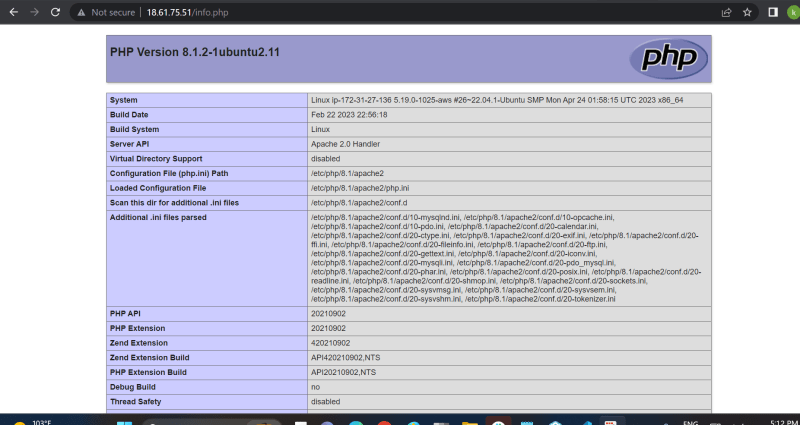 Not secure | 18.61.75.51/info.php
k
PHP Version 8.1.2-1ubuntu2.11
php
System Linux ip-172-31-27-136 5.19.0-1025-aws #26~22.04.1-Ubuntu SMP Mon Apr 24 01:58:15 UTC 2023 x86_64
Build Date Feb 22 2023 22:56:18
Build System Linux
Server API Apache 2.0 Handler
Virtual Directory Support disabled
Configuration File (php.ini) Path /etc/php/8.1/apache2
Loaded Configuration File /etc/php/8.1/apache2/php.ini
Scan this dir for additional .ini files /etc/php/8.1/apache2/conf.d
Additional .ini files parsed /etc/php/8.1/apache2/conf.d/10-mysqlnd.ini, /etc/php/8.1/apache2/conf.d/10-opcache.ini,
/etc/php/8.1/apache2/conf.d/10-pdo.ini, /etc/php/8.1/apache2/conf.d/20-calendar.ini,
/etc/php/8.1/apache2/conf.d/20-ctype.ini, /etc/php/8.1/apache2/conf.d/20-exif.ini, /etc/php/8.1/apache2/conf.d/20-
ffi.ini, /etc/php/8.1/apache2/conf.d/20-fileinfo.ini, /etc/php/8.1/apache2/conf.d/20-ftp.ini,
/etc/php/8.1/apache2/conf.d/20-gettext.ini, /etc/php/8.1/apache2/conf.d/20-iconv.ini,
/etc/php/8.1/apache2/conf.d/20-mysqli.ini, /etc/php/8.1/apache2/conf.d/20-pdo_mysql.ini,
/etc/php/8.1/apache2/conf.d/20-phar.ini, /etc/php/8.1/apache2/conf.d/20-posix.ini, /etc/php/8.1/apache2/conf.d/20-
readline.ini, /etc/php/8.1/apache2/conf.d/20-shmop.ini, /etc/php/8.1/apache2/conf.d/20-sockets.ini,
/etc/php/8.1/apache2/conf.d/20-sysvmsg.ini, /etc/php/8.1/apache2/conf.d/20-sysvsem.ini,
/etc/php/8.1/apache2/conf.d/20-sysvshm.ini, /etc/php/8.1/apache2/conf.d/20-tokenizer.ini
PHP API 20210902
PHP Extension 20210902
Zend Extension 420210902
Zend Extension Build API420210902,NTS
PHP Extension Build API20210902,NTS
Debug Build no
Thread Safety disabled
103°F
ENG
5:12 PM